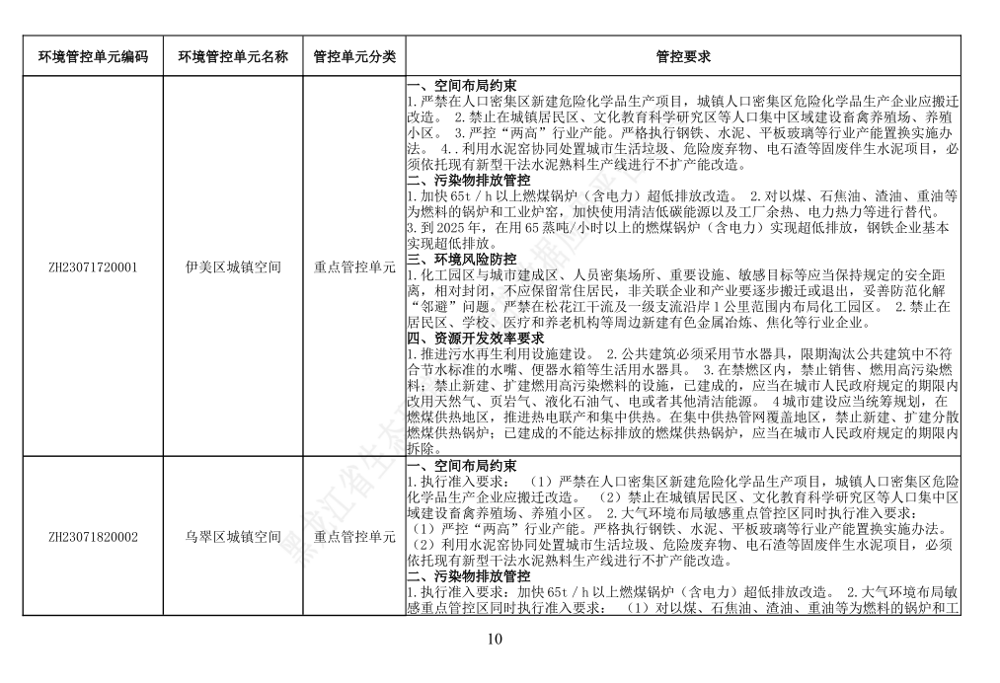 环境管控单元编码 环境管控单元名称 管控单元分类 管控要求
一、空间布局约束
1.严禁在人口密集区新建危险化学品生产项目，城镇人口密集区危险化学品生产企业应搬迁
改造。 2.禁止在城镇居民区、文化教育科学研究区等人口集中区域建设畜禽养殖场、养殖
小区。 3.严控“两高”行业产能。严格执行钢铁、水泥、平板玻璃等行业产能置换实施办
法。 4..利用水泥窑协同处置城市生活垃圾、危险废弃物、电石渣等固废伴生水泥项目，必
须依托现有新型干法水泥熟料生产线进行不扩产能改造。
二、污染物排放管控
1.加快 65t／h 以上燃煤锅炉（含电力）超低排放改造。 2.对以煤、石焦油、渣油、重油等
为燃料的锅炉和工业炉窑，加快使用清洁低碳能源以及工厂余热、电力热力等进行替代。
3.到 2025 年，在用 65 蒸吨/小时以上的燃煤锅炉（含电力）实现超低排放，钢铁企业基本
实现超低排放。
ZH23071720001 伊美区城镇空间 重点管控单元
三、环境风险防控
1.化工园区与城市建成区、人员密集场所、重要设施、敏感目标等应当保持规定的安全距
离，相对封闭，不应保留常住居民，非关联企业和产业要逐步搬迁或退出，妥善防范化解
“邻避”问题。严禁在松花江干流及一级支流沿岸 1 公里范围内布局化工园区。 2.禁止在
居民区、学校、医疗和养老机构等周边新建有色金属冶炼、焦化等行业企业。
四、资源开发效率要求
1.推进污水再生利用设施建设。 2.公共建筑必须采用节水器具，限期淘汰公共建筑中不符
合节水标准的水嘴、便器水箱等生活用水器具。 3.在禁燃区内，禁止销售、燃用高污染燃
料；禁止新建、扩建燃用高污染燃料的设施，已建成的，应当在城市人民政府规定的期限内
改用天然气、页岩气、液化石油气、电或者其他清洁能源。 4 城市建设应当统筹规划，在
燃煤供热地区，推进热电联产和集中供热。在集中供热管网覆盖地区，禁止新建、扩建分散
燃煤供热锅炉；已建成的不能达标排放的燃煤供热锅炉，应当在城市人民政府规定的期限内
拆除。
一、空间布局约束
1.执行准入要求： （1）严禁在人口密集区新建危险化学品生产项目，城镇人口密集区危险
化学品生产企业应搬迁改造。 （2）禁止在城镇居民区、文化教育科学研究区等人口集中区
域建设畜禽养殖场、养殖小区。 2.大气环境布局敏感重点管控区同时执行准入要求：
（1）严控“两高”行业产能。严格执行钢铁、水泥、平板玻璃等行业产能置换实施办法。
ZH23071820002 乌翠区城镇空间 重点管控单元
（2）利用水泥窑协同处置城市生活垃圾、危险废弃物、电石渣等固废伴生水泥项目，必须
依托现有新型干法水泥熟料生产线进行不扩产能改造。
二、污染物排放管控
1.执行准入要求：加快 65t／h 以上燃煤锅炉（含电力）超低排放改造。 2.大气环境布局敏
感重点管控区同时执行准入要求： （1）对以煤、石焦油、渣油、重油等为燃料的锅炉和工
10